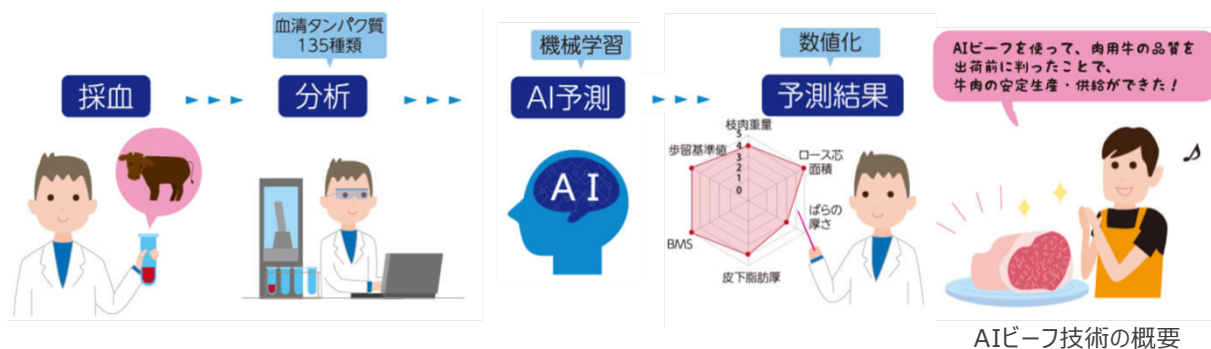 血清タンパク質
135種類
機械学習
数値化
採血
分析
AI予測
予測結果
AIビーフを使って、肉用牛の品質を
出荷前に判ったことで、
牛肉の安定生産・供給ができた！
枝肉重量
5
4
3
2
1
0
歩留基準値
ロース芯
面積
ばらの
厚さ
BMS
皮下脂肪厚
AI
AIビーフ技術の概要